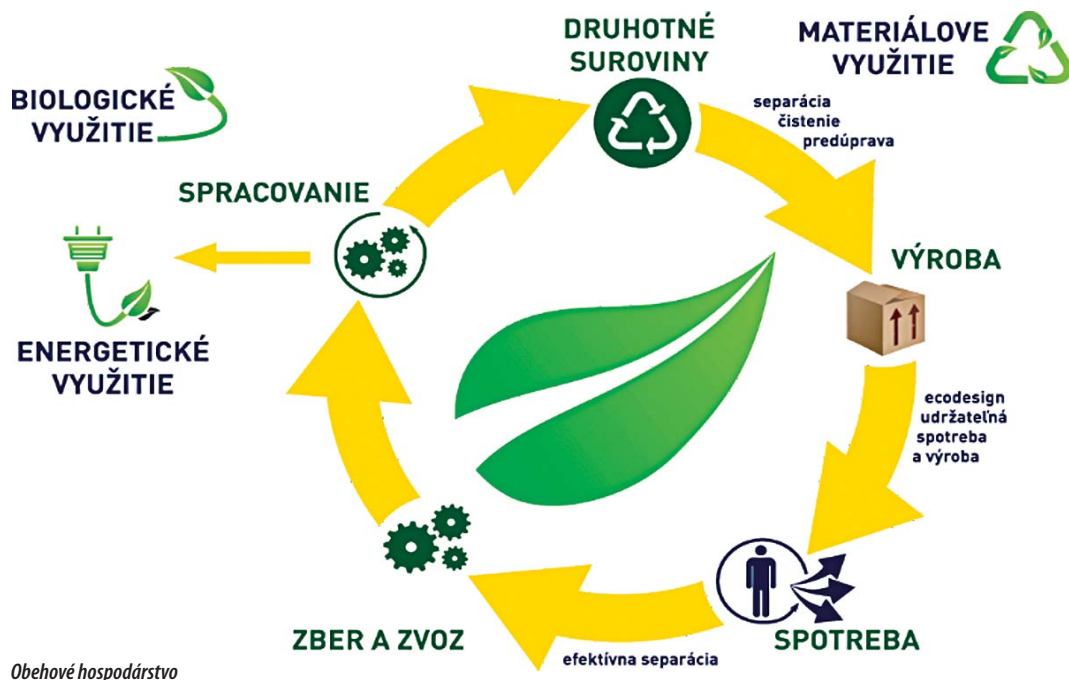 DRUHOTNÉ
SUROVINY
MATERIÁLOVE
VYUŽITIE
BIOLOGICKÉ
VYUŽITIE
separácia
čistenie
predúprava
SPRACOVANIE
VÝROBA
ENERGETICKÉ
VYUŽITIE
ecodesign
udržateľná
spotreba
a výroba
ZBER A ZVOZ
SPOTREBA
efektívna separácia
Obehové hospodárstvo